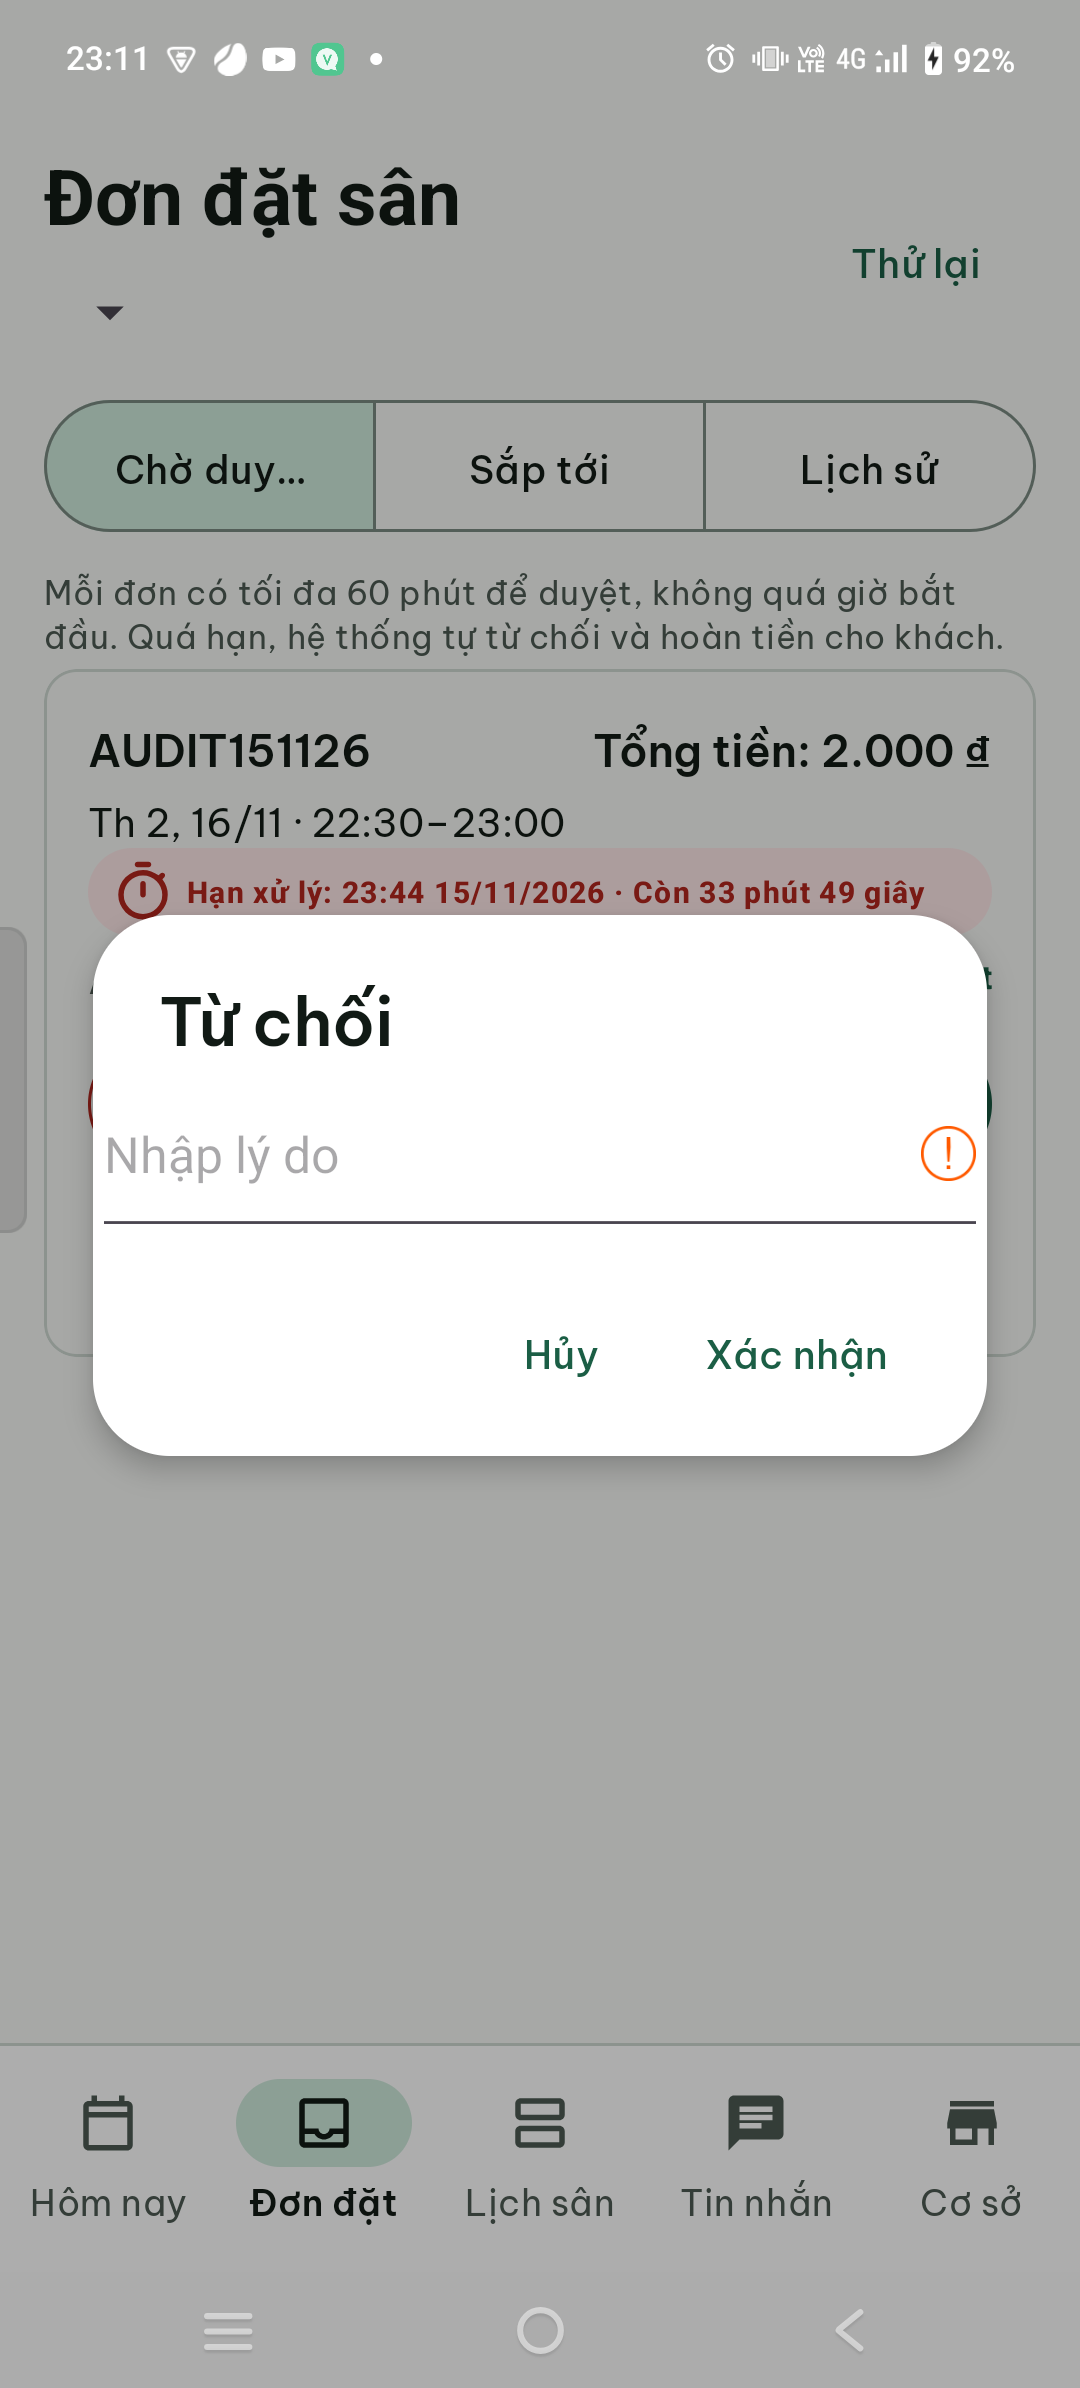 23:11
4G
92%
Đơn đặt sân
Thử lại
Chờ duy...
Sắp tới
Lịch sử
Mỗi đơn có tối đa 60 phút để duyệt, không quá giờ bắt
đầu. Quá hạn, hệ thống tự từ chối và hoàn tiền cho khách.
AUDIT151126
Tổng tiền: 2.000 đ
Th 2, 16/11 · 22:30–23:00
Hạn xử lý: 23:44 15/11/2026 · Còn 33 phút 49 giây
Từ chối
Nhập lý do
Hủy
Xác nhận
Hôm nay
Đơn đặt
Lịch sân
Tin nhắn
Cơ sở